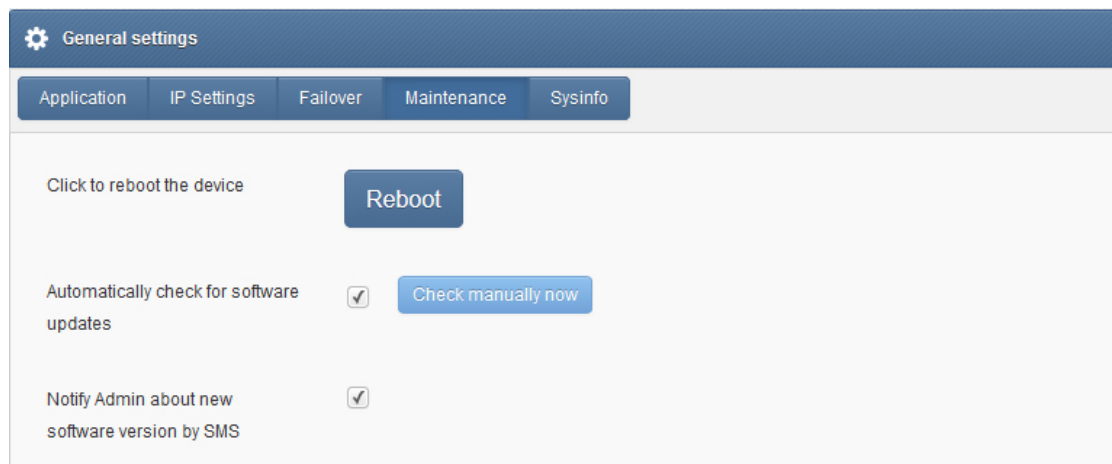 General settings
Application IP Settings Failover Maintenance Sysinfo
Click to reboot the device
Reboot
Automatically check for software
updates
Check manually now
Notify Admin about new
software version by SMS